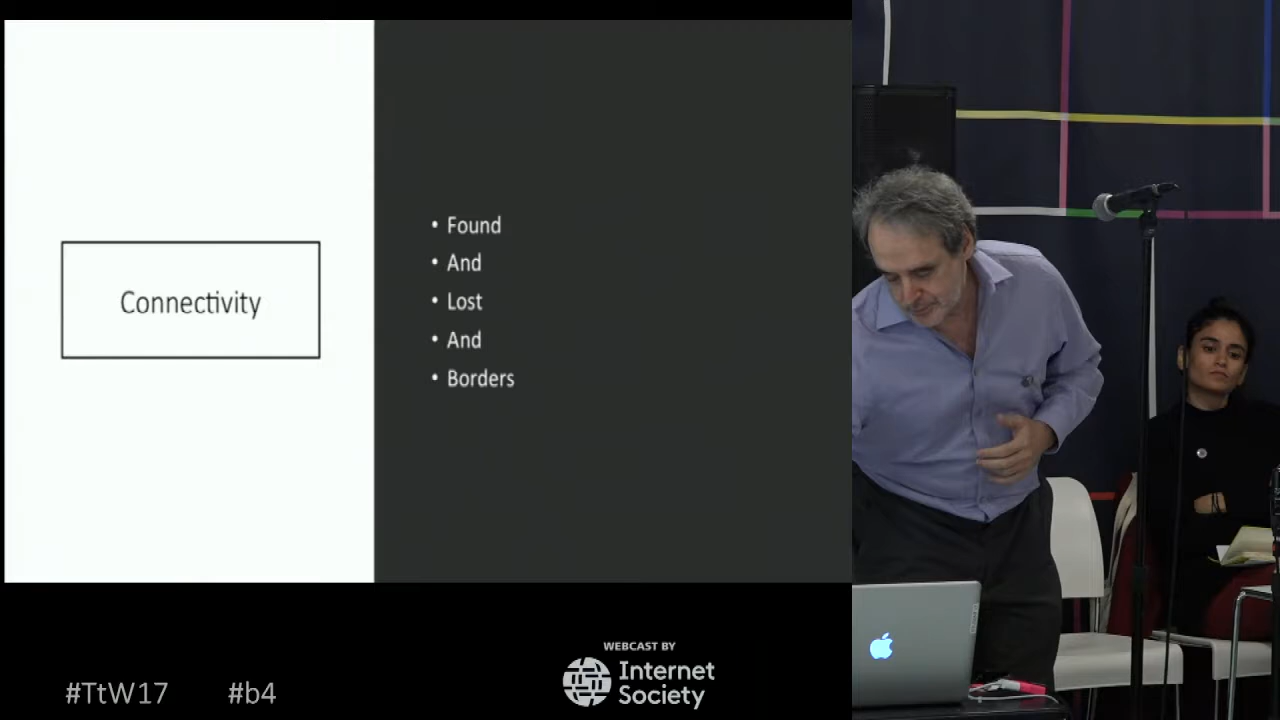 Connectivity
• Found
• And
• Lost
• And
• Borders
WEBCAST BY
Internet
Society
#TtW17 #b4